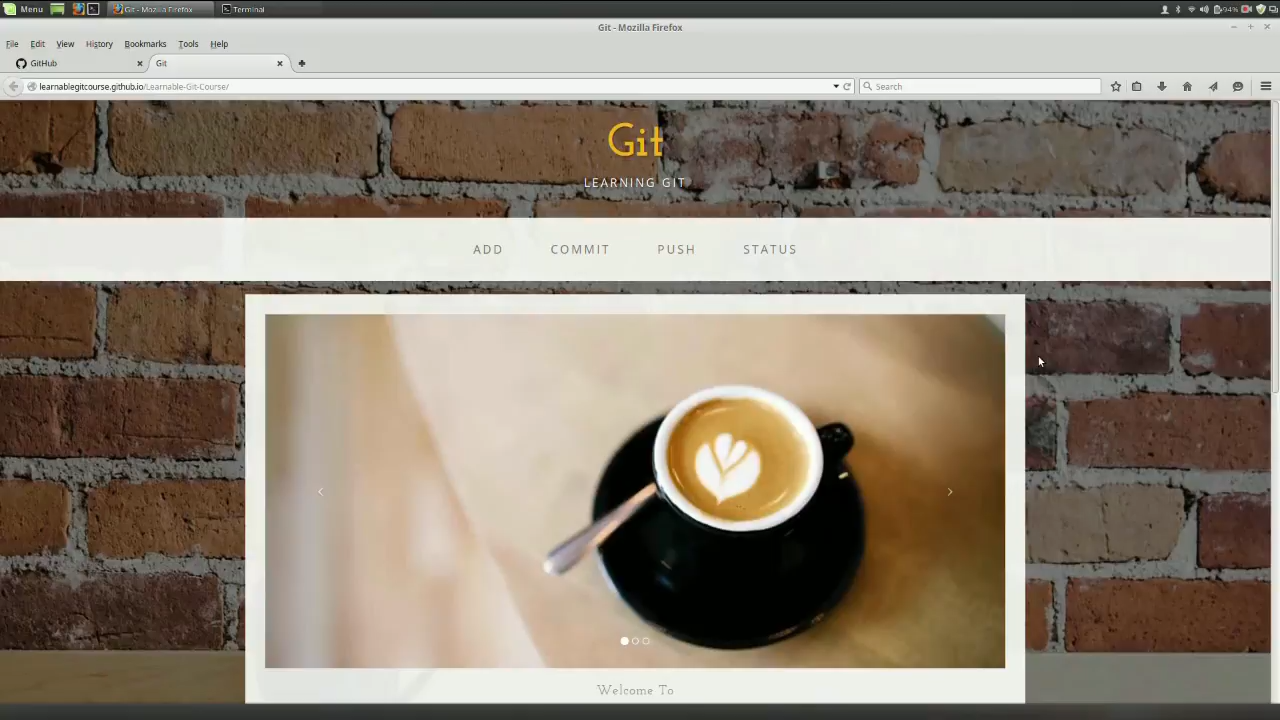 Menu
Git - Mozilla Firefox
Terminal
94%
Git - Mozilla Firefox
File Edit View History Bookmarks Tools Help
GitHub
Git
learnablegitcourse.github.io/Learnable-Git-Course/
Search
Git
LEARNING GIT
ADD COMMIT PUSH STATUS
Welcome To